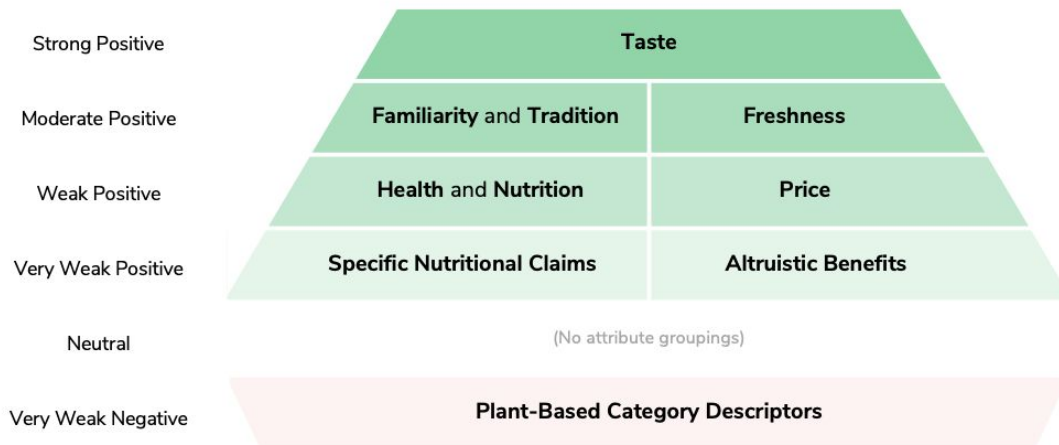 Strong Positive
Taste
Moderate Positive
Familiarity and Tradition
Freshness
Weak Positive
Health and Nutrition
Price
Very Weak Positive
Specific Nutritional Claims
Altruistic Benefits
Neutral
(No attribute groupings)
Very Weak Negative
Plant-Based Category Descriptors